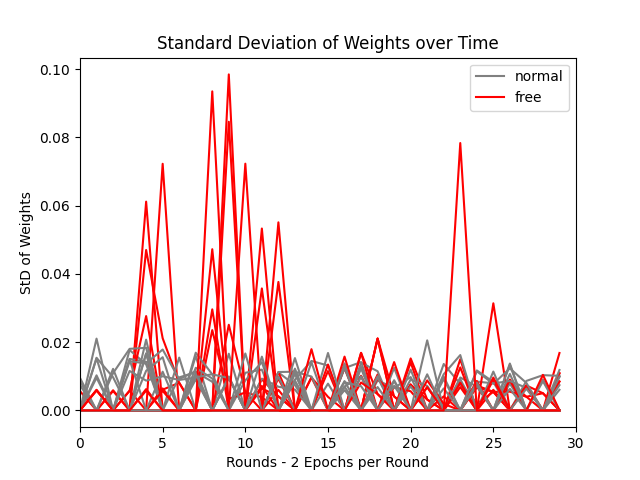 Standard Deviation of Weights over Time
normal
free
StD of Weights
0.10
0.08
0.06
0.04
0.02
0.00
0 5 10 15 20 25 30
Rounds - 2 Epochs per Round